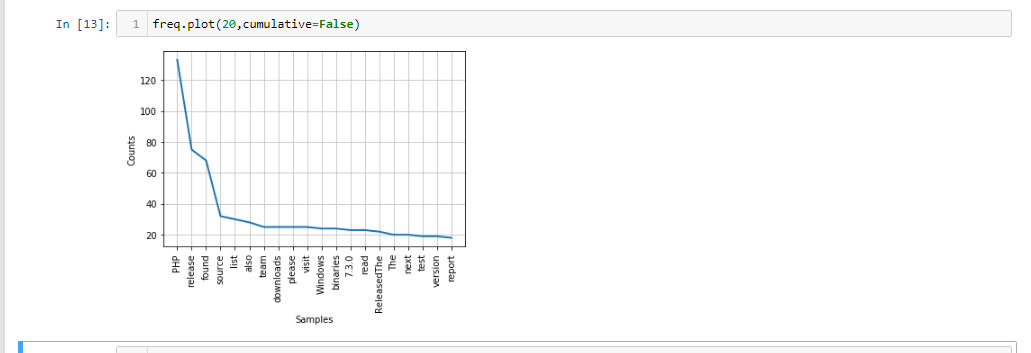 In [13]: 1 freq.plot(20,cumulative=False)
120
100
80
60
40
20
Counts
PHP
release
found
source
list
also
team
downloads
please
visit
Windows
binaries
7.3.0
read
ReleasedThe
The
next
test
version
report
Samples